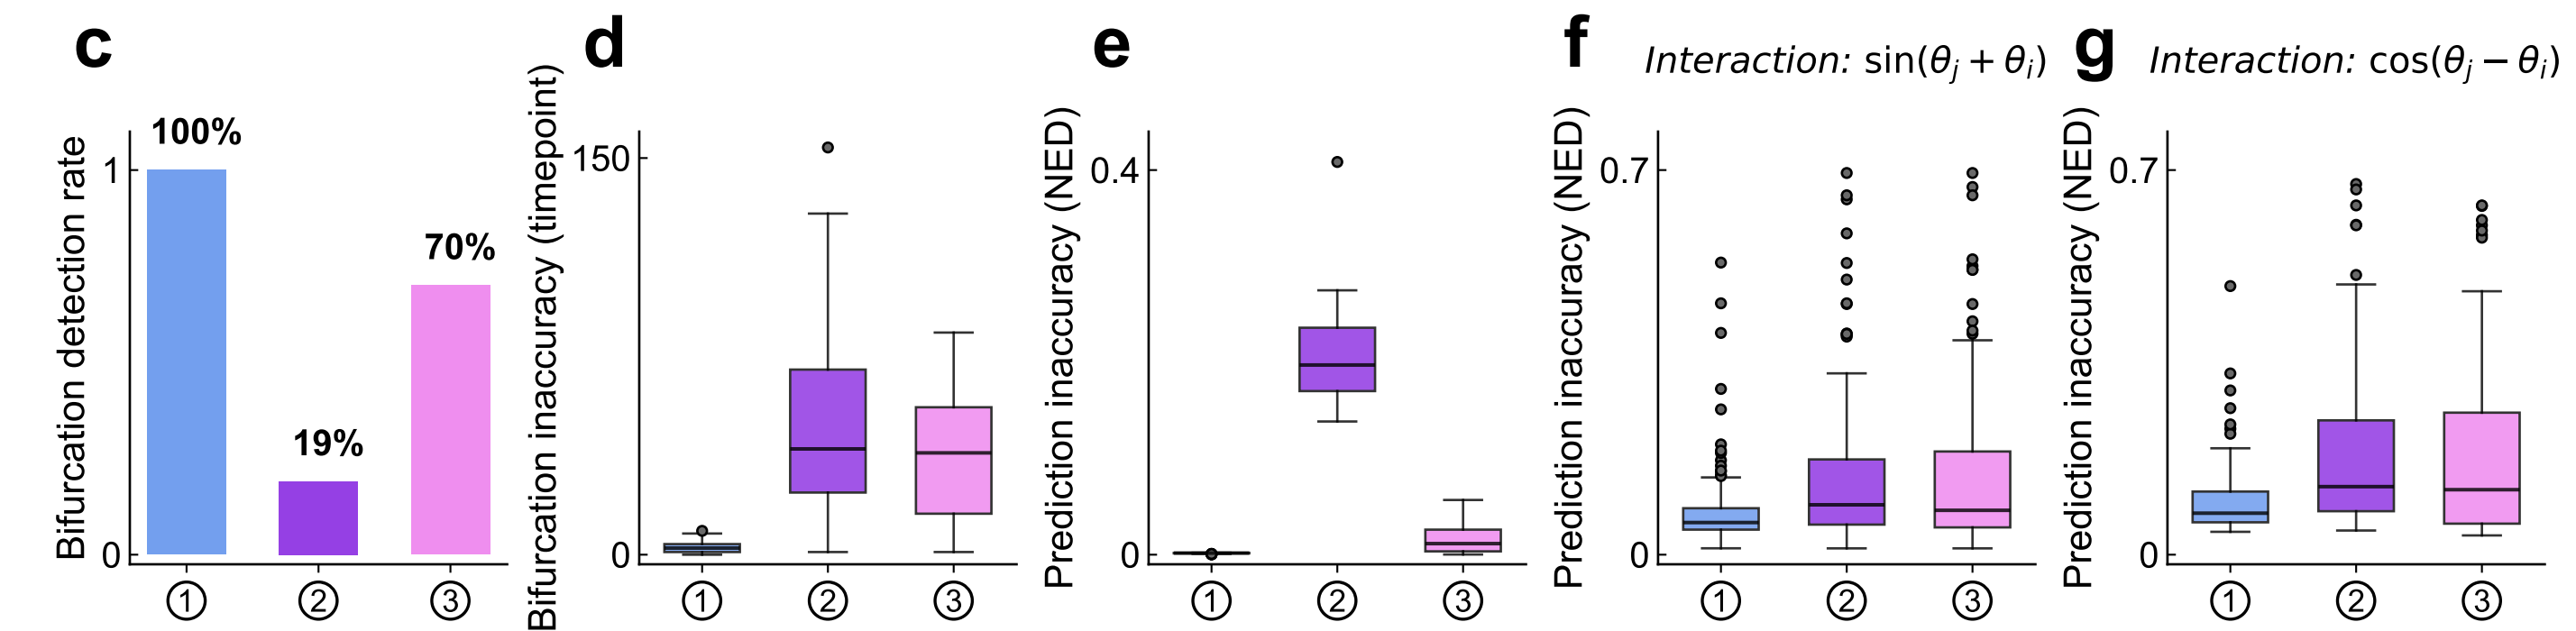 c
Bifurcation detection rate
1
0
100%
19%
70%
① ② ③
d
Bifurcation inaccuracy (timepoint)
150
0
① ② ③
e
Prediction inaccuracy (NED)
0.4
0
① ② ③
f
Interaction: sin(θⱼ + θᵢ)
Prediction inaccuracy (NED)
0.7
0
① ② ③
g
Interaction: cos(θⱼ − θᵢ)
Prediction inaccuracy (NED)
0.7
0
① ② ③